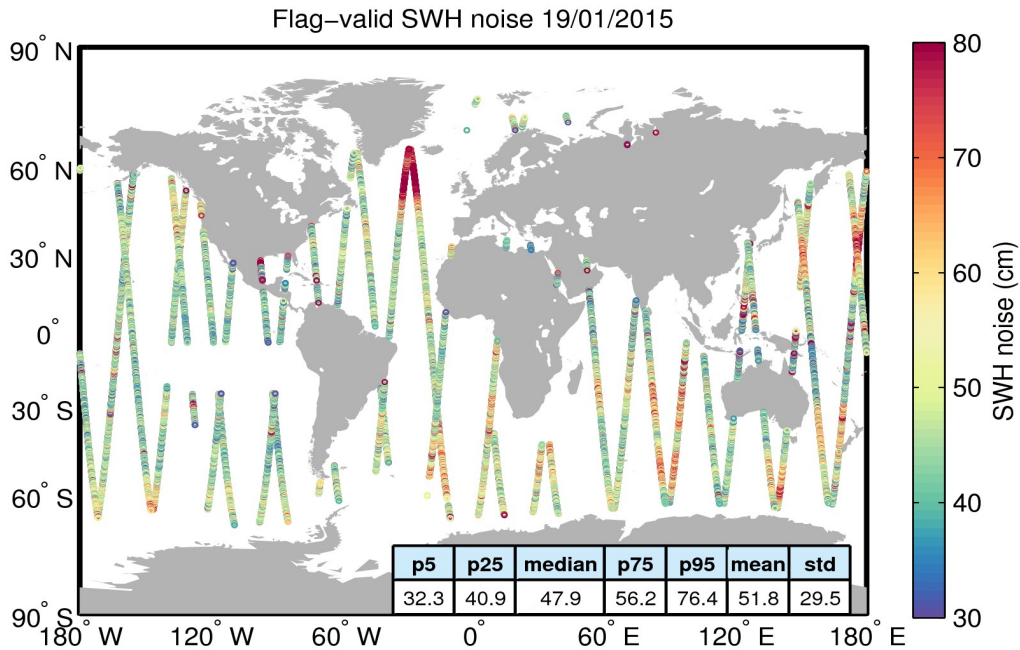 Flag−valid SWH noise 19/01/2015
90° N
60° N
30° N
0°
30° S
60° S
90° S
180° W
120° W
60° W
0°
60° E
120° E
180° E
80
70
60
50
40
30
SWH noise (cm)
p5 p25 median p75 p95 mean std
32.3 40.9 47.9 56.2 76.4 51.8 29.5